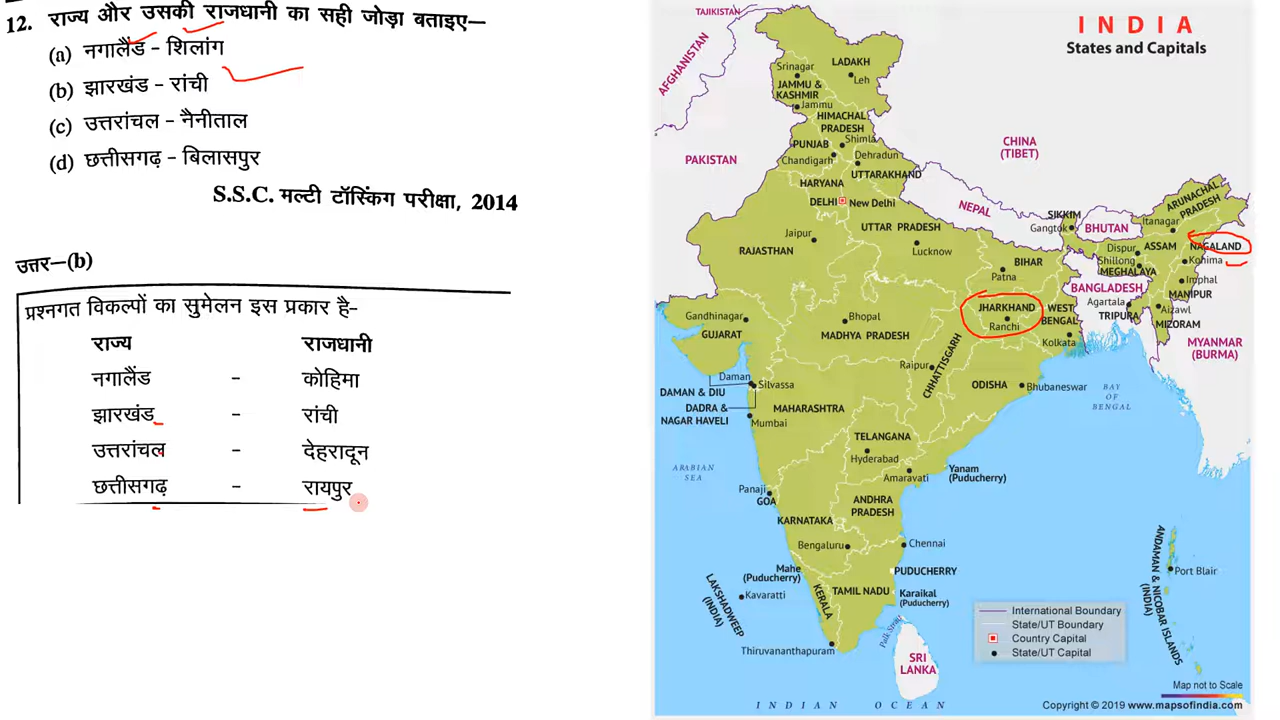 12. राज्य और उसकी राजधानी का सही जोड़ा बताइए–
(a) नगालैंड – शिलांग
(b) झारखंड – रांची
(c) उत्तरांचल – नैनीताल
(d) छत्तीसगढ़ – बिलासपुर
S.S.C. मल्टी टॉस्किंग परीक्षा, 2014
उत्तर–(b)
प्रश्नगत विकल्पों का सुमेलन इस प्रकार है-
राज्य राजधानी
नगालैंड - कोहिमा
झारखंड - रांची
उत्तरांचल - देहरादून
छत्तीसगढ़ - रायपुर
INDIA
States and Capitals
TAJIKISTAN
AFGHANISTAN
PAKISTAN
CHINA
(TIBET)
NEPAL
BHUTAN
BANGLADESH
MYANMAR
(BURMA)
SRI
LANKA
LADAKH
Leh
Srinagar
JAMMU &
KASHMIR
Jammu
HIMACHAL
PRADESH
Shimla
PUNJAB
Chandigarh
Dehradun
UTTARAKHAND
HARYANA
DELHI
New Delhi
UTTAR PRADESH
Lucknow
Jaipur
RAJASTHAN
BIHAR
Patna
SIKKIM
Gangtok
ARUNACHAL
PRADESH
Itanagar
Dispur
ASSAM
NAGALAND
Kohima
Shillong
MEGHALAYA
Imphal
MANIPUR
Agartala
TRIPURA
Aizawl
MIZORAM
JHARKHAND
Ranchi
WEST
BENGAL
Kolkata
Gandhinagar
GUJARAT
Bhopal
MADHYA PRADESH
Raipur
CHHATTISGARH
ODISHA
Bhubaneswar
BAY
OF
BENGAL
Daman
DAMAN & DIU
Silvassa
DADRA &
NAGAR HAVELI
MAHARASHTRA
Mumbai
TELANGANA
Hyderabad
Amaravati
Yanam
(Puducherry)
ARABIAN
SEA
Panaji
GOA
ANDHRA
PRADESH
KARNATAKA
Bengaluru
Chennai
Mahe
(Puducherry)
PUDUCHERRY
TAMIL NADU
Karaikal
(Puducherry)
KERALA
LAKSHADWEEP
(INDIA)
Kavaratti
Thiruvananthapuram
Palk Strait
ANDAMAN & NICOBAR ISLANDS
(INDIA)
Port Blair
International Boundary
State/UT Boundary
Country Capital
State/UT Capital
INDIAN OCEAN
Map not to Scale
Copyright © 2019 www.mapsofindia.com